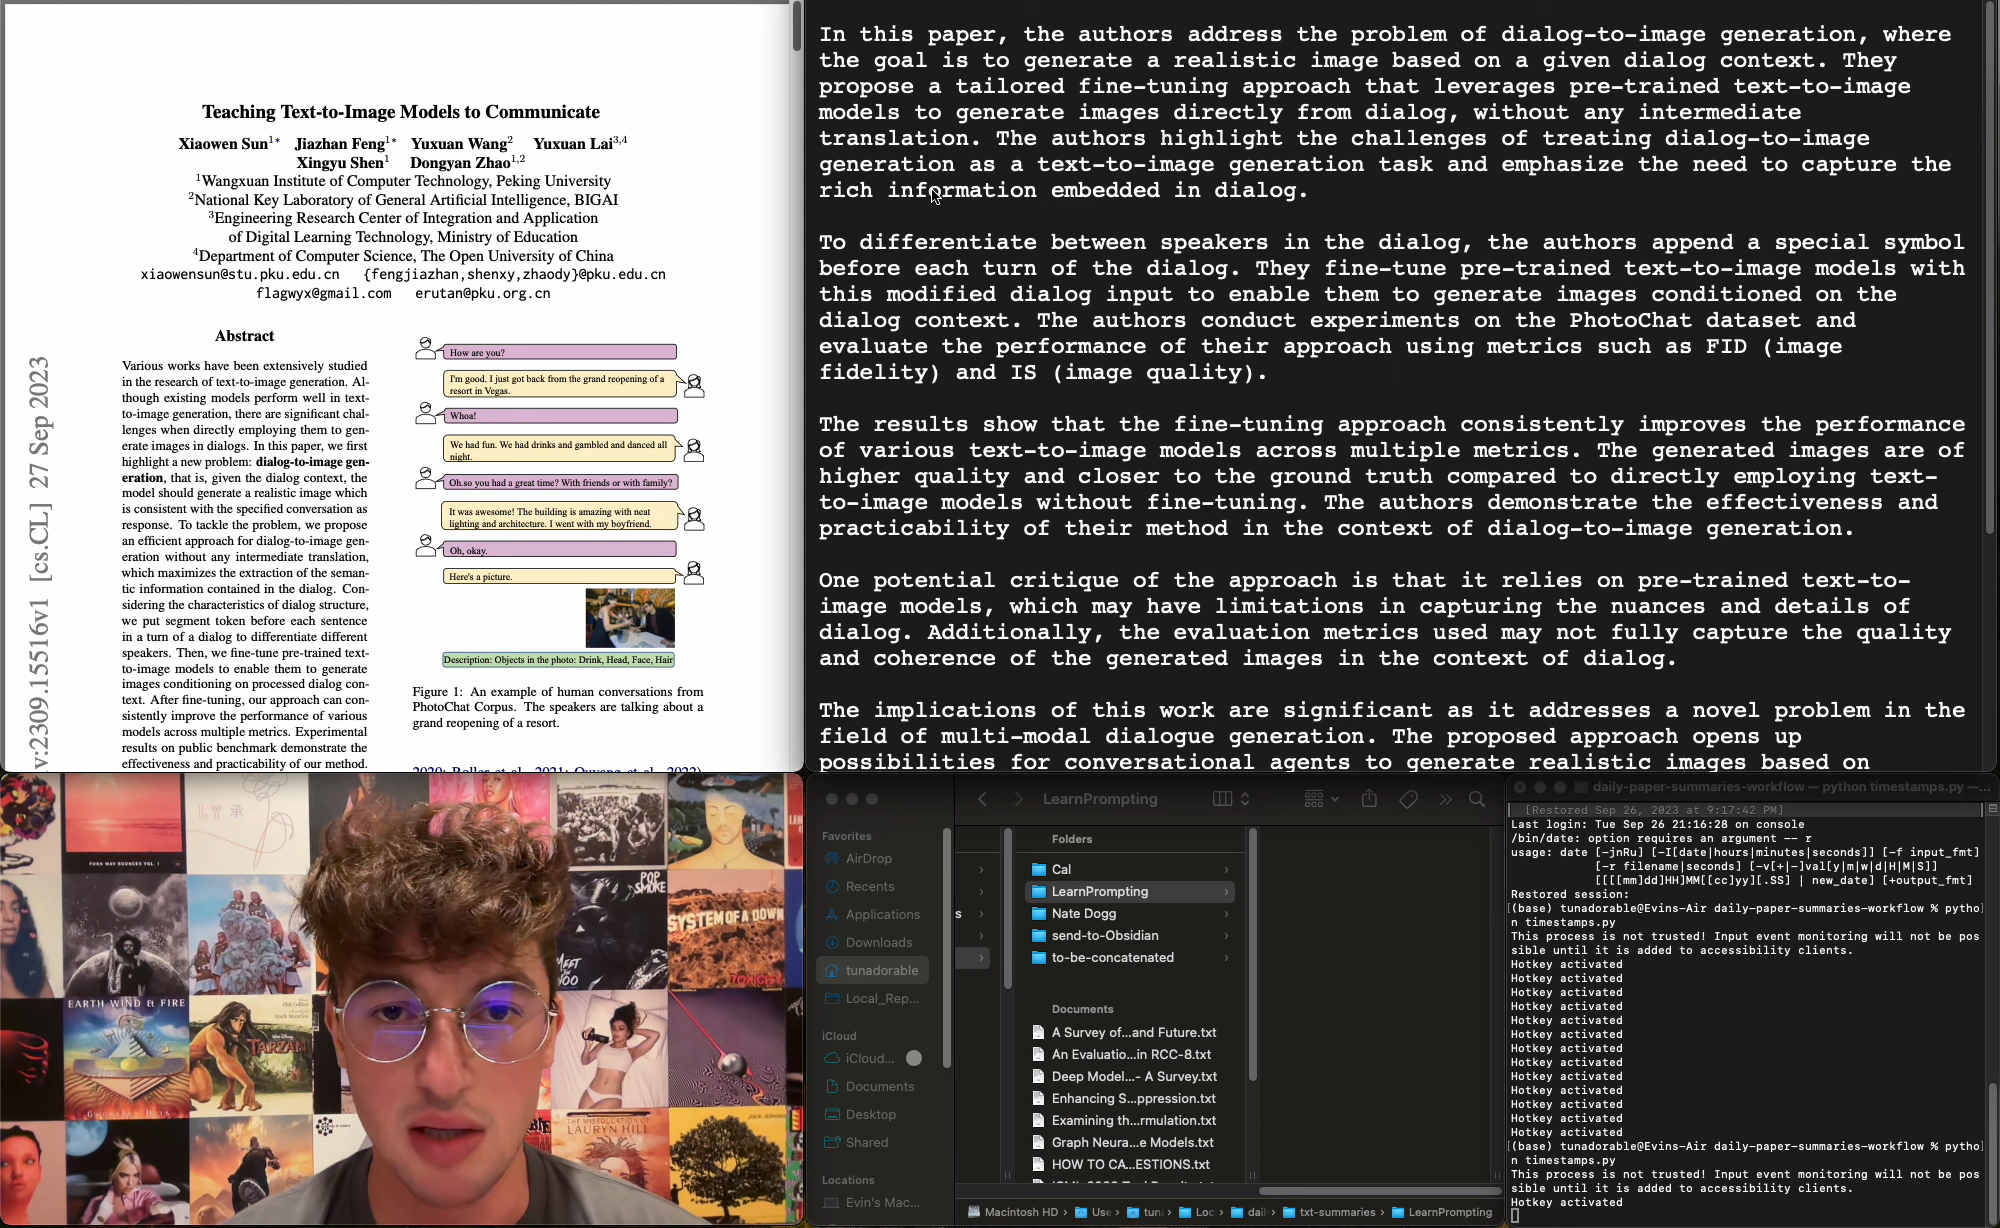 Teaching Text-to-Image Models to Communicate
Xiaowen Sun1* Jiazhan Feng1* Yuxuan Wang2 Yuxuan Lai3,4
Xingyu Shen1 Dongyan Zhao1,2
1Wangxuan Institute of Computer Technology, Peking University
2National Key Laboratory of General Artificial Intelligence, BIGAI
3Engineering Research Center of Integration and Application
of Digital Learning Technology, Ministry of Education
4Department of Computer Science, The Open University of China
xiaowensun@stu.pku.edu.cn {fengjiazhan,shenxy,zhaody}@pku.edu.cn
flagwyx@gmail.com erutan@pku.org.cn
v:2309.15516v1 [cs.CL] 27 Sep 2023
Abstract
Various works have been extensively studied
in the research of text-to-image generation. Al-
though existing models perform well in text-
to-image generation, there are significant chal-
lenges when directly employing them to gen-
erate images in dialogs. In this paper, we first
highlight a new problem: dialog-to-image gen-
eration, that is, given the dialog context, the
model should generate a realistic image which
is consistent with the specified conversation as
response. To tackle the problem, we propose
an efficient approach for dialog-to-image gen-
eration without any intermediate translation,
which maximizes the extraction of the seman-
tic information contained in the dialog. Con-
sidering the characteristics of dialog structure,
we put segment token before each sentence
in a turn of a dialog to differentiate different
speakers. Then, we fine-tune pre-trained text-
to-image models to enable them to generate
images conditioning on processed dialog con-
text. After fine-tuning, our approach can con-
sistently improve the performance of various
models across multiple metrics. Experimental
results on public benchmark demonstrate the
effectiveness and practicability of our method.
How are you?
I'm good. I just got back from the grand reopening of a
resort in Vegas.
Whoa!
We had fun. We had drinks and gambled and danced all
night.
Oh.so you had a great time? With friends or with family?
It was awesome! The building is amazing with neat
lighting and architecture. I went with my boyfriend.
Oh, okay.
Here's a picture.
Description: Objects in the photo: Drink, Head, Face, Hair
Figure 1: An example of human conversations from
PhotoChat Corpus. The speakers are talking about a
grand reopening of a resort.
In this paper, the authors address the problem of dialog-to-image generation, where
the goal is to generate a realistic image based on a given dialog context. They
propose a tailored fine-tuning approach that leverages pre-trained text-to-image
models to generate images directly from dialog, without any intermediate
translation. The authors highlight the challenges of treating dialog-to-image
generation as a text-to-image generation task and emphasize the need to capture the
rich information embedded in dialog.
To differentiate between speakers in the dialog, the authors append a special symbol
before each turn of the dialog. They fine-tune pre-trained text-to-image models with
this modified dialog input to enable them to generate images conditioned on the
dialog context. The authors conduct experiments on the PhotoChat dataset and
evaluate the performance of their approach using metrics such as FID (image
fidelity) and IS (image quality).
The results show that the fine-tuning approach consistently improves the performance
of various text-to-image models across multiple metrics. The generated images are of
higher quality and closer to the ground truth compared to directly employing text-
to-image models without fine-tuning. The authors demonstrate the effectiveness and
practicability of their method in the context of dialog-to-image generation.
One potential critique of the approach is that it relies on pre-trained text-to-
image models, which may have limitations in capturing the nuances and details of
dialog. Additionally, the evaluation metrics used may not fully capture the quality
and coherence of the generated images in the context of dialog.
The implications of this work are significant as it addresses a novel problem in the
field of multi-modal dialogue generation. The proposed approach opens up
possibilities for conversational agents to generate realistic images based on
LY
FUNK WAV BOUNCES VOL. 1
POP
SMOKE
SYSTEM OF A DOWN
MEET
WOO
TOXICITY
EARTH WIND & FIRE
TARZAN
THE MISEDUCATION OF
LAURYN HILL
LearnPrompting
Favorites
AirDrop
Recents
Applications
Downloads
tunadorable
Local_Rep...
iCloud
iCloud...
Documents
Desktop
Shared
Locations
Evin's Mac...
s
Folders
Cal
LearnPrompting
Nate Dogg
send-to-Obsidian
to-be-concatenated
Documents
A Survey of...and Future.txt
An Evaluatio...in RCC-8.txt
Deep Model...- A Survey.txt
Enhancing S...ppression.txt
Examining th...rmulation.txt
Graph Neura...e Models.txt
HOW TO CA...ESTIONS.txt
Macintosh HD › Use › tun › Loc › dail › txt-summaries › LearnPrompting
daily-paper-summaries-workflow — python timestamps.py —...
[Restored Sep 26, 2023 at 9:17:42 PM]
Last login: Tue Sep 26 21:16:28 on console
/bin/date: option requires an argument -- r
usage: date [-jnRu] [-I[date|hours|minutes|seconds]] [-f input_fmt]
[-r filename|seconds] [-v[+|-]val[y|m|w|d|H|M|S]]
[[[[mm]dd]HH]MM[[cc]yy][.SS] | new_date] [+output_fmt]
Restored session:
(base) tunadorable@Evins-Air daily-paper-summaries-workflow % pytho
n timestamps.py
This process is not trusted! Input event monitoring will not be pos
sible until it is added to accessibility clients.
Hotkey activated
Hotkey activated
Hotkey activated
Hotkey activated
Hotkey activated
Hotkey activated
Hotkey activated
Hotkey activated
Hotkey activated
Hotkey activated
Hotkey activated
Hotkey activated
Hotkey activated
(base) tunadorable@Evins-Air daily-paper-summaries-workflow % pytho
n timestamps.py
This process is not trusted! Input event monitoring will not be pos
sible until it is added to accessibility clients.
Hotkey activated